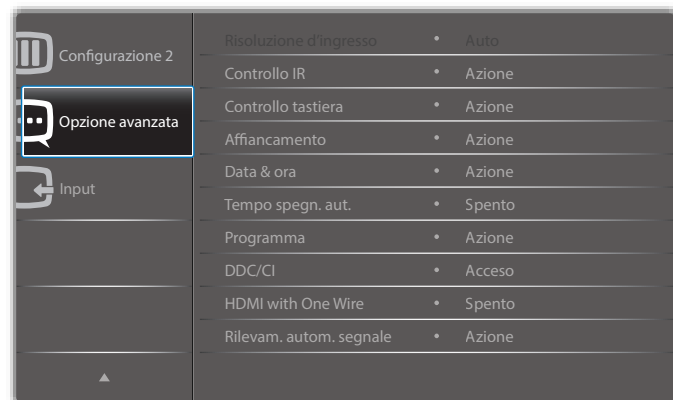 Configurazione 2
Opzione avanzata
Input
Risoluzione d'ingresso • Auto
Controllo IR • Azione
Controllo tastiera • Azione
Affiancamento • Azione
Data & ora • Azione
Tempo spegn. aut. • Spento
Programma • Azione
DDC/CI • Acceso
HDMI with One Wire • Spento
Rilevam. autom. segnale • Azione